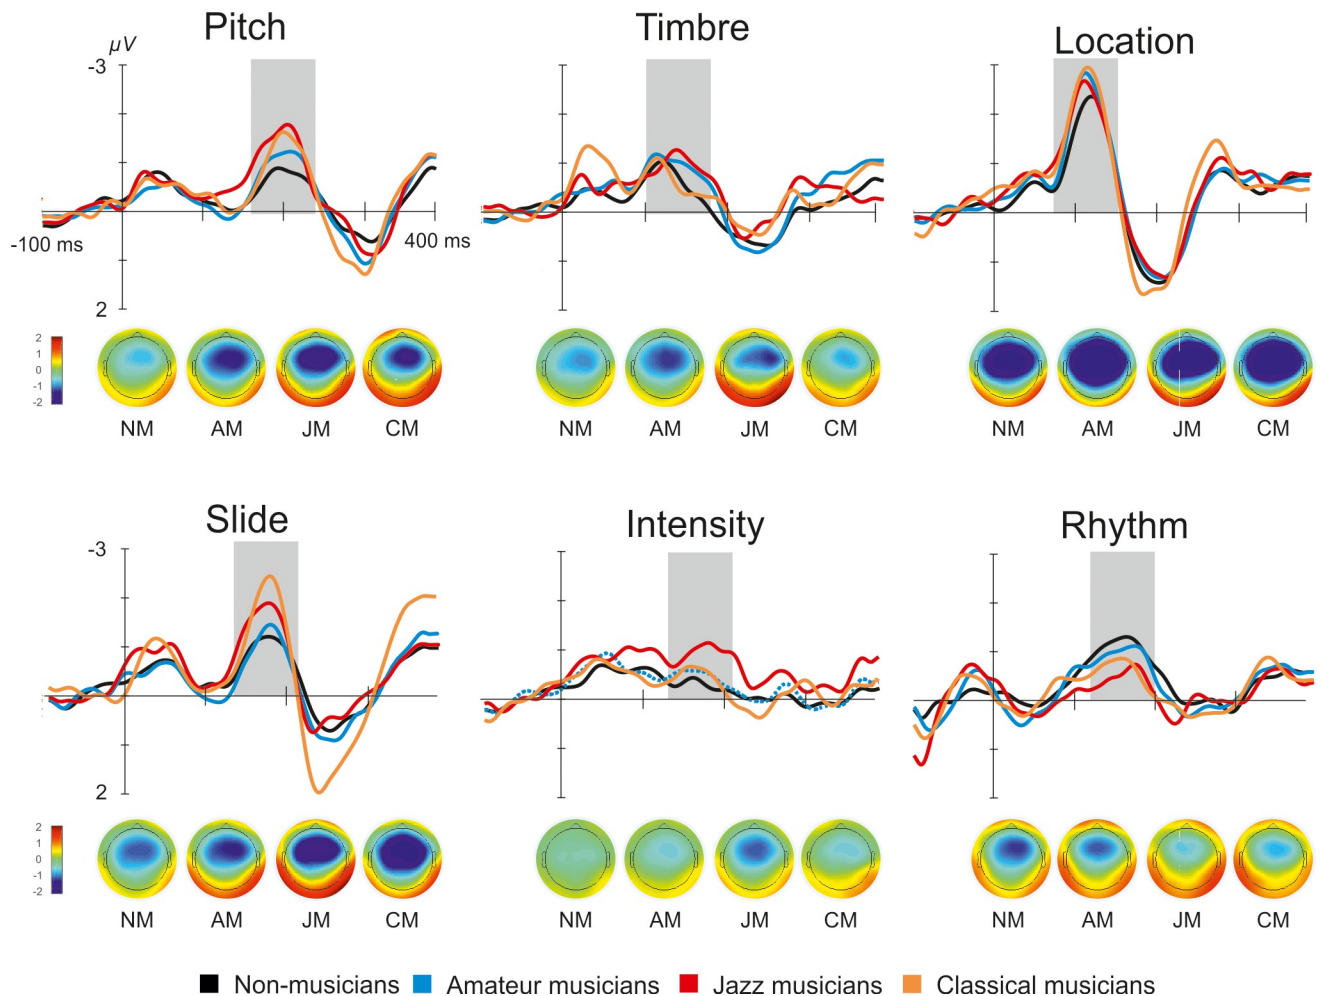 Pitch
Timbre
Location
µV
-3
-100 ms
400 ms
2
2
1
0
-1
-2
NM AM JM CM
NM AM JM CM
NM AM JM CM
Slide
Intensity
Rhythm
-3
2
2
1
0
-1
-2
NM AM JM CM
NM AM JM CM
NM AM JM CM
Non-musicians Amateur musicians Jazz musicians Classical musicians